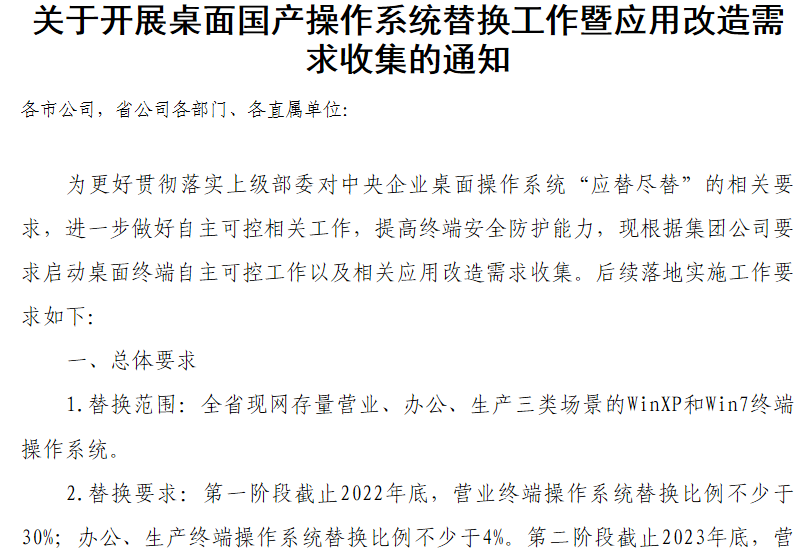 关于开展桌面国产操作系统替换工作暨应用改造需
求收集的通知
各市公司，省公司各部门、各直属单位：
为更好贯彻落实上级部委对中央企业桌面操作系统“应替尽替”的相关要
求，进一步做好自主可控相关工作，提高终端安全防护能力，现根据集团公司要
求启动桌面终端自主可控工作以及相关应用改造需求收集。后续落地实施工作要
求如下：
一、总体要求
1.替换范围：全省现网存量营业、办公、生产三类场景的WinXP和Win7终端
操作系统。
2.替换要求：第一阶段截止2022年底，营业终端操作系统替换比例不少于
30%；办公、生产终端操作系统替换比例不少于4%。第二阶段截止2023年底，营